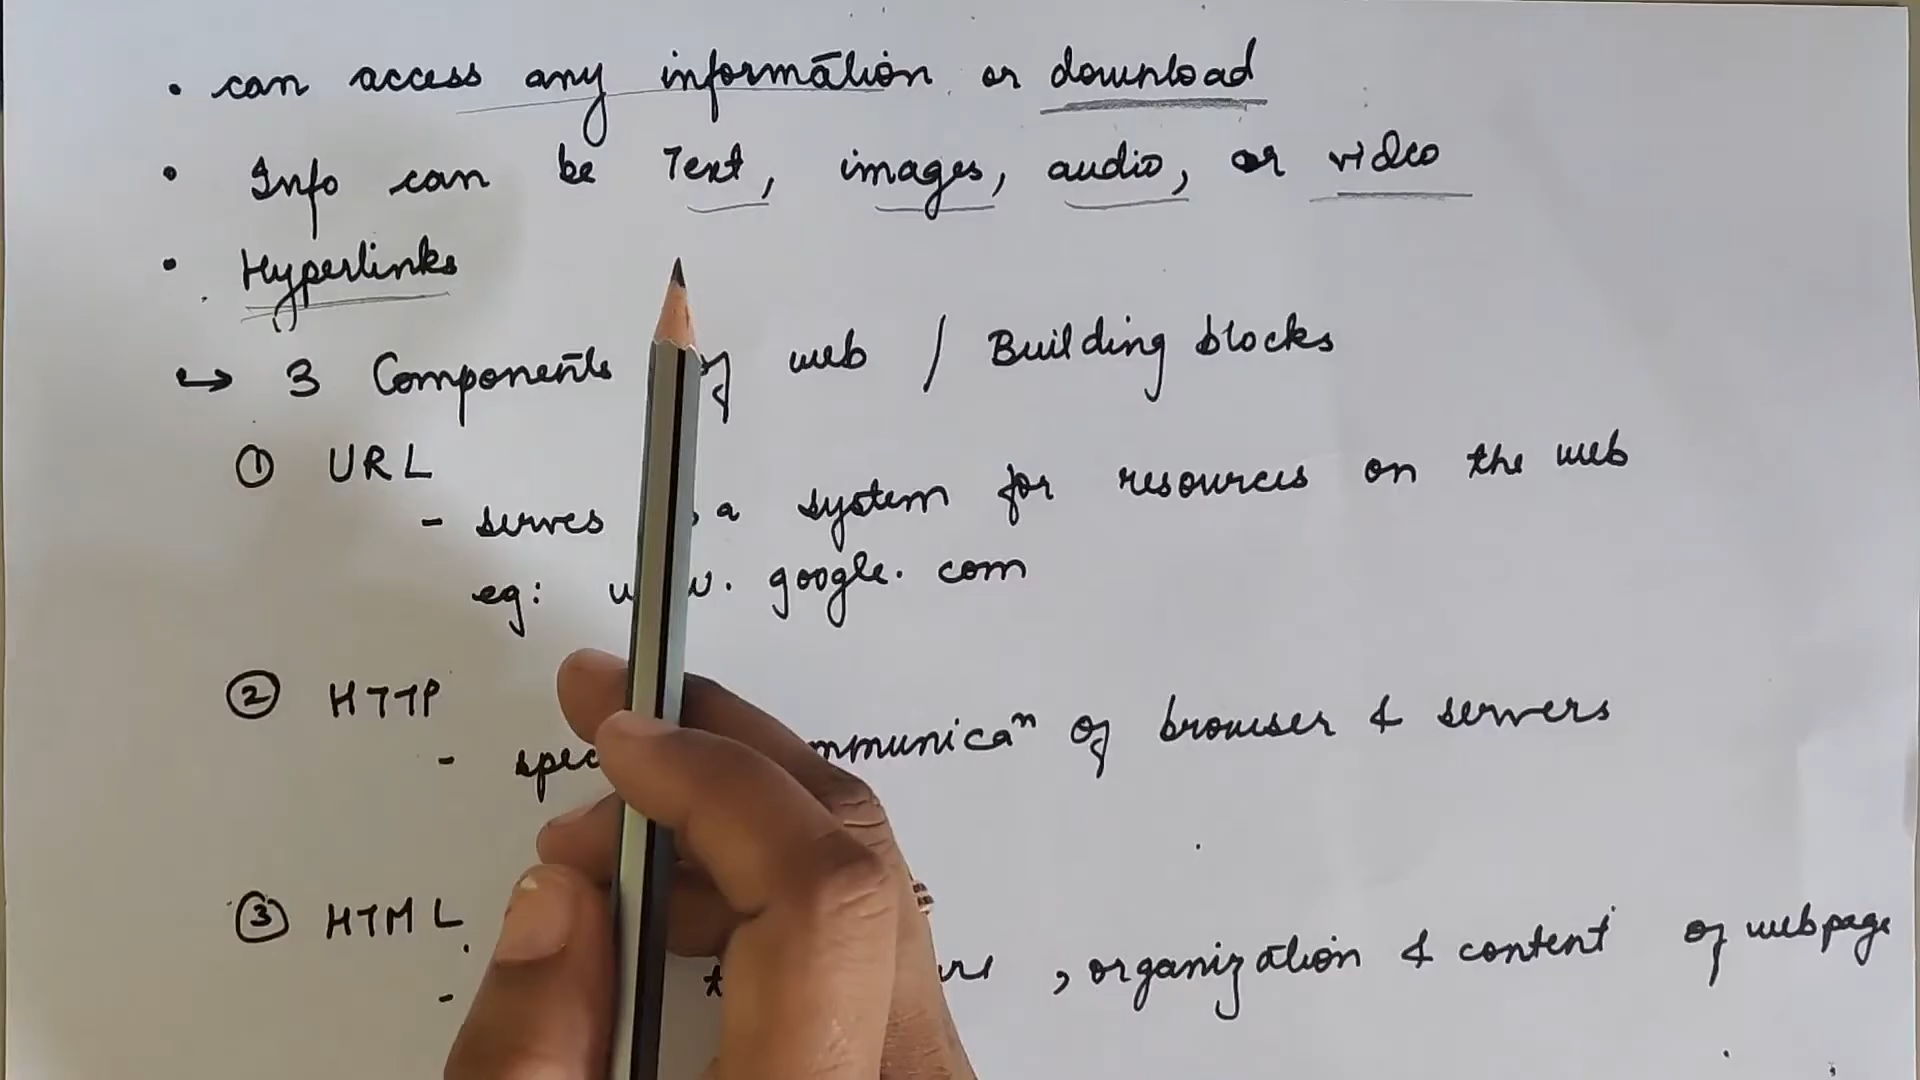 • can access any information or download
• Info can be Text, images, audio, or video
• Hyperlinks
↪ 3 Components of web / Building blocks
① URL
- serves a system for resources on the web
eg: . google. com
② HTTP
- of browser & servers
③ HTML
- , organization & content of webpage